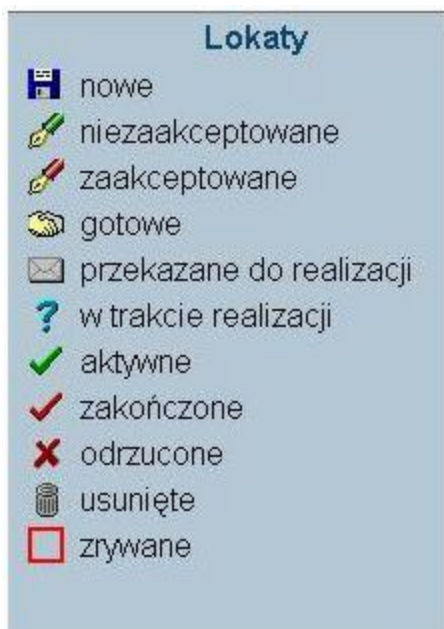 Lokaty
nowe
niezaakceptowane
zaakceptowane
gotowe
przekazane do realizacji
w trakcie realizacji
aktywne
zakończone
odrzucone
usunięte
zrywane